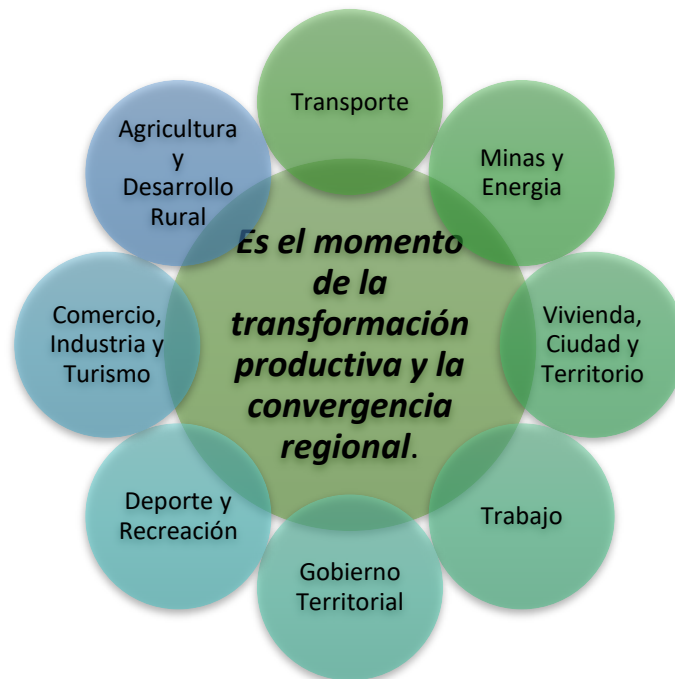 Transporte
Minas y
Energia
Vivienda,
Ciudad y
Territorio
Trabajo
Gobierno
Territorial
Deporte y
Recreación
Comercio,
Industria y
Turismo
Agricultura
y
Desarrollo
Rural
Es el momento
de la
transformación
productiva y la
convergencia
regional.